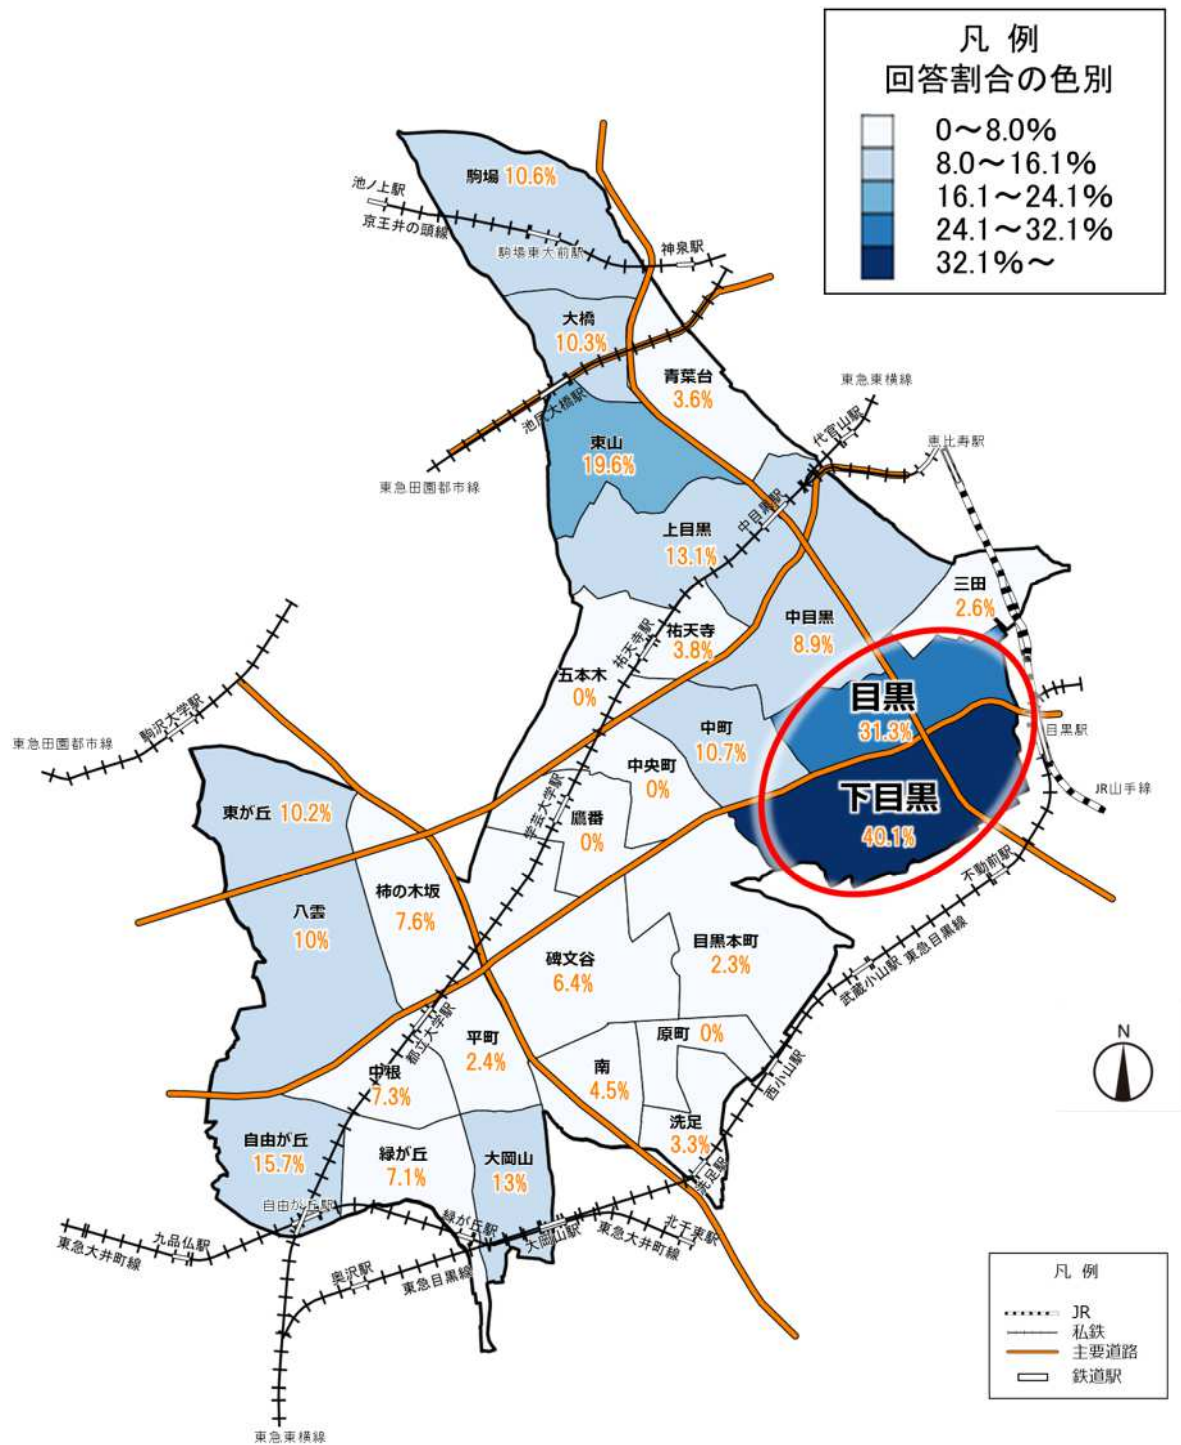 凡 例
回答割合の色別
0～8.0%
8.0～16.1%
16.1～24.1%
24.1～32.1%
32.1%～
駒場 10.6%
池ノ上駅
京王井の頭線
駒場東大前駅
神泉駅
大橋
10.3%
青葉台
3.6%
池尻大橋駅
東急田園都市線
東山
19.6%
東急東横線
代官山駅
恵比寿駅
中目黒駅
上目黒
13.1%
三田
2.6%
中目黒
8.9%
祐天寺
3.8%
祐天寺駅
五本木
0%
目黒
31.3%
目黒駅
中町
10.7%
中央町
0%
下目黒
40.1%
JR山手線
駒沢大学駅
東急田園都市線
東が丘 10.2%
学芸大学駅
鷹番
0%
不動前駅
柿の木坂
7.6%
八雲
10%
碑文谷
6.4%
目黒本町
2.3%
武蔵小山駅
東急目黒線
都立大学駅
平町
2.4%
原町 0%
西小山駅
南
4.5%
中根
7.3%
洗足
3.3%
洗足駅
自由が丘
15.7%
緑が丘
7.1%
大岡山
13%
自由が丘駅
緑が丘駅
大岡山駅
東急大井町線
北千束駅
九品仏駅
東急大井町線
奥沢駅
東急目黒線
東急東横線
N
凡 例
JR
私鉄
主要道路
鉄道駅